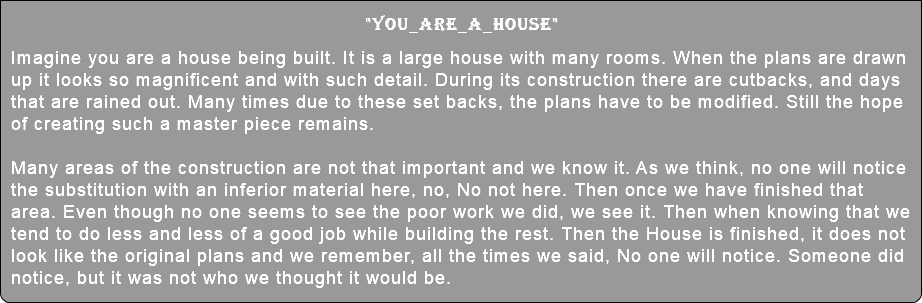 "You_are_a_house"
Imagine you are a house being built. It is a large house with many rooms. When the plans are drawn
up it looks so magnificent and with such detail. During its construction there are cutbacks, and days
that are rained out. Many times due to these set backs, the plans have to be modified. Still the hope
of creating such a master piece remains.
Many areas of the construction are not that important and we know it. As we think, no one will notice
the substitution with an inferior material here, no, No not here. Then once we have finished that
area. Even though no one seems to see the poor work we did, we see it. Then when knowing that we
tend to do less and less of a good job while building the rest. Then the House is finished, it does not
look like the original plans and we remember, all the times we said, No one will notice. Someone did
notice, but it was not who we thought it would be.